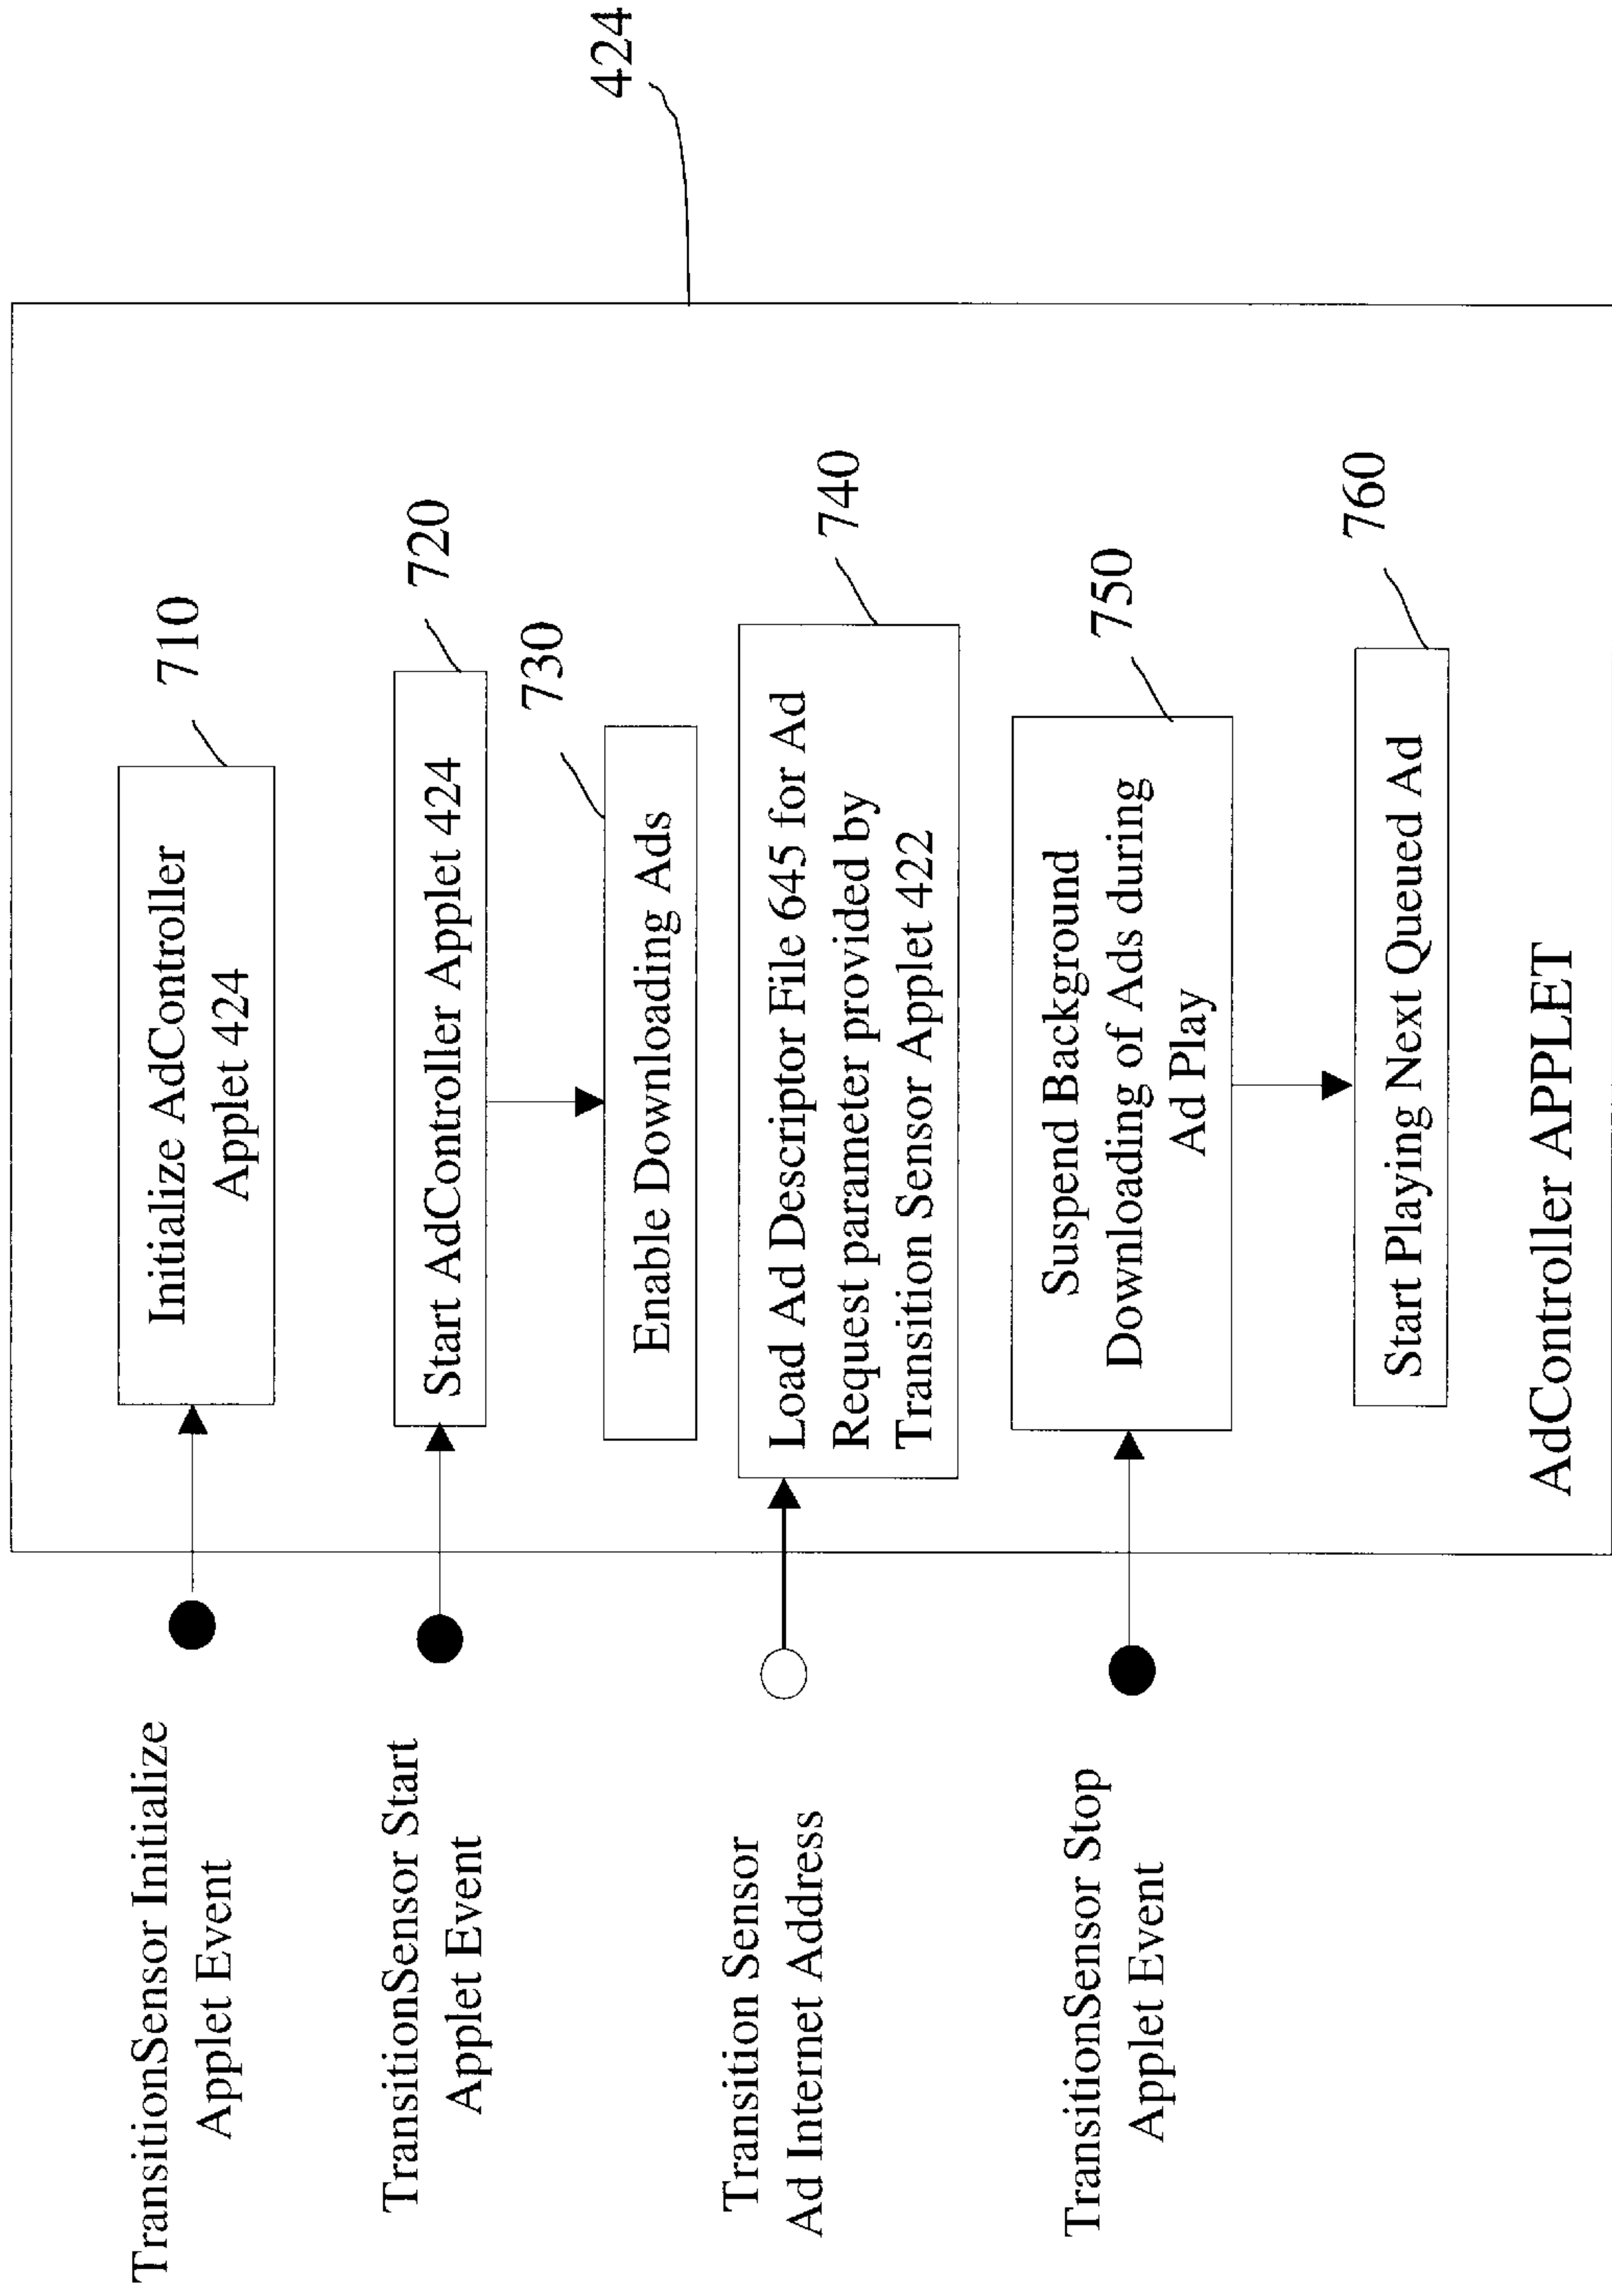 TransitionSensor Initialize
Applet Event
Initialize AdController
Applet 424
710
TransitionSensor Start
Applet Event
Start AdController Applet 424
720
Enable Downloading Ads
730
Transition Sensor
Ad Internet Address
Load Ad Descriptor File 645 for Ad
Request parameter provided by
Transition Sensor Applet 422
740
TransitionSensor Stop
Applet Event
Suspend Background
Downloading of Ads during
Ad Play
750
Start Playing Next Queued Ad
760
AdController APPLET
424